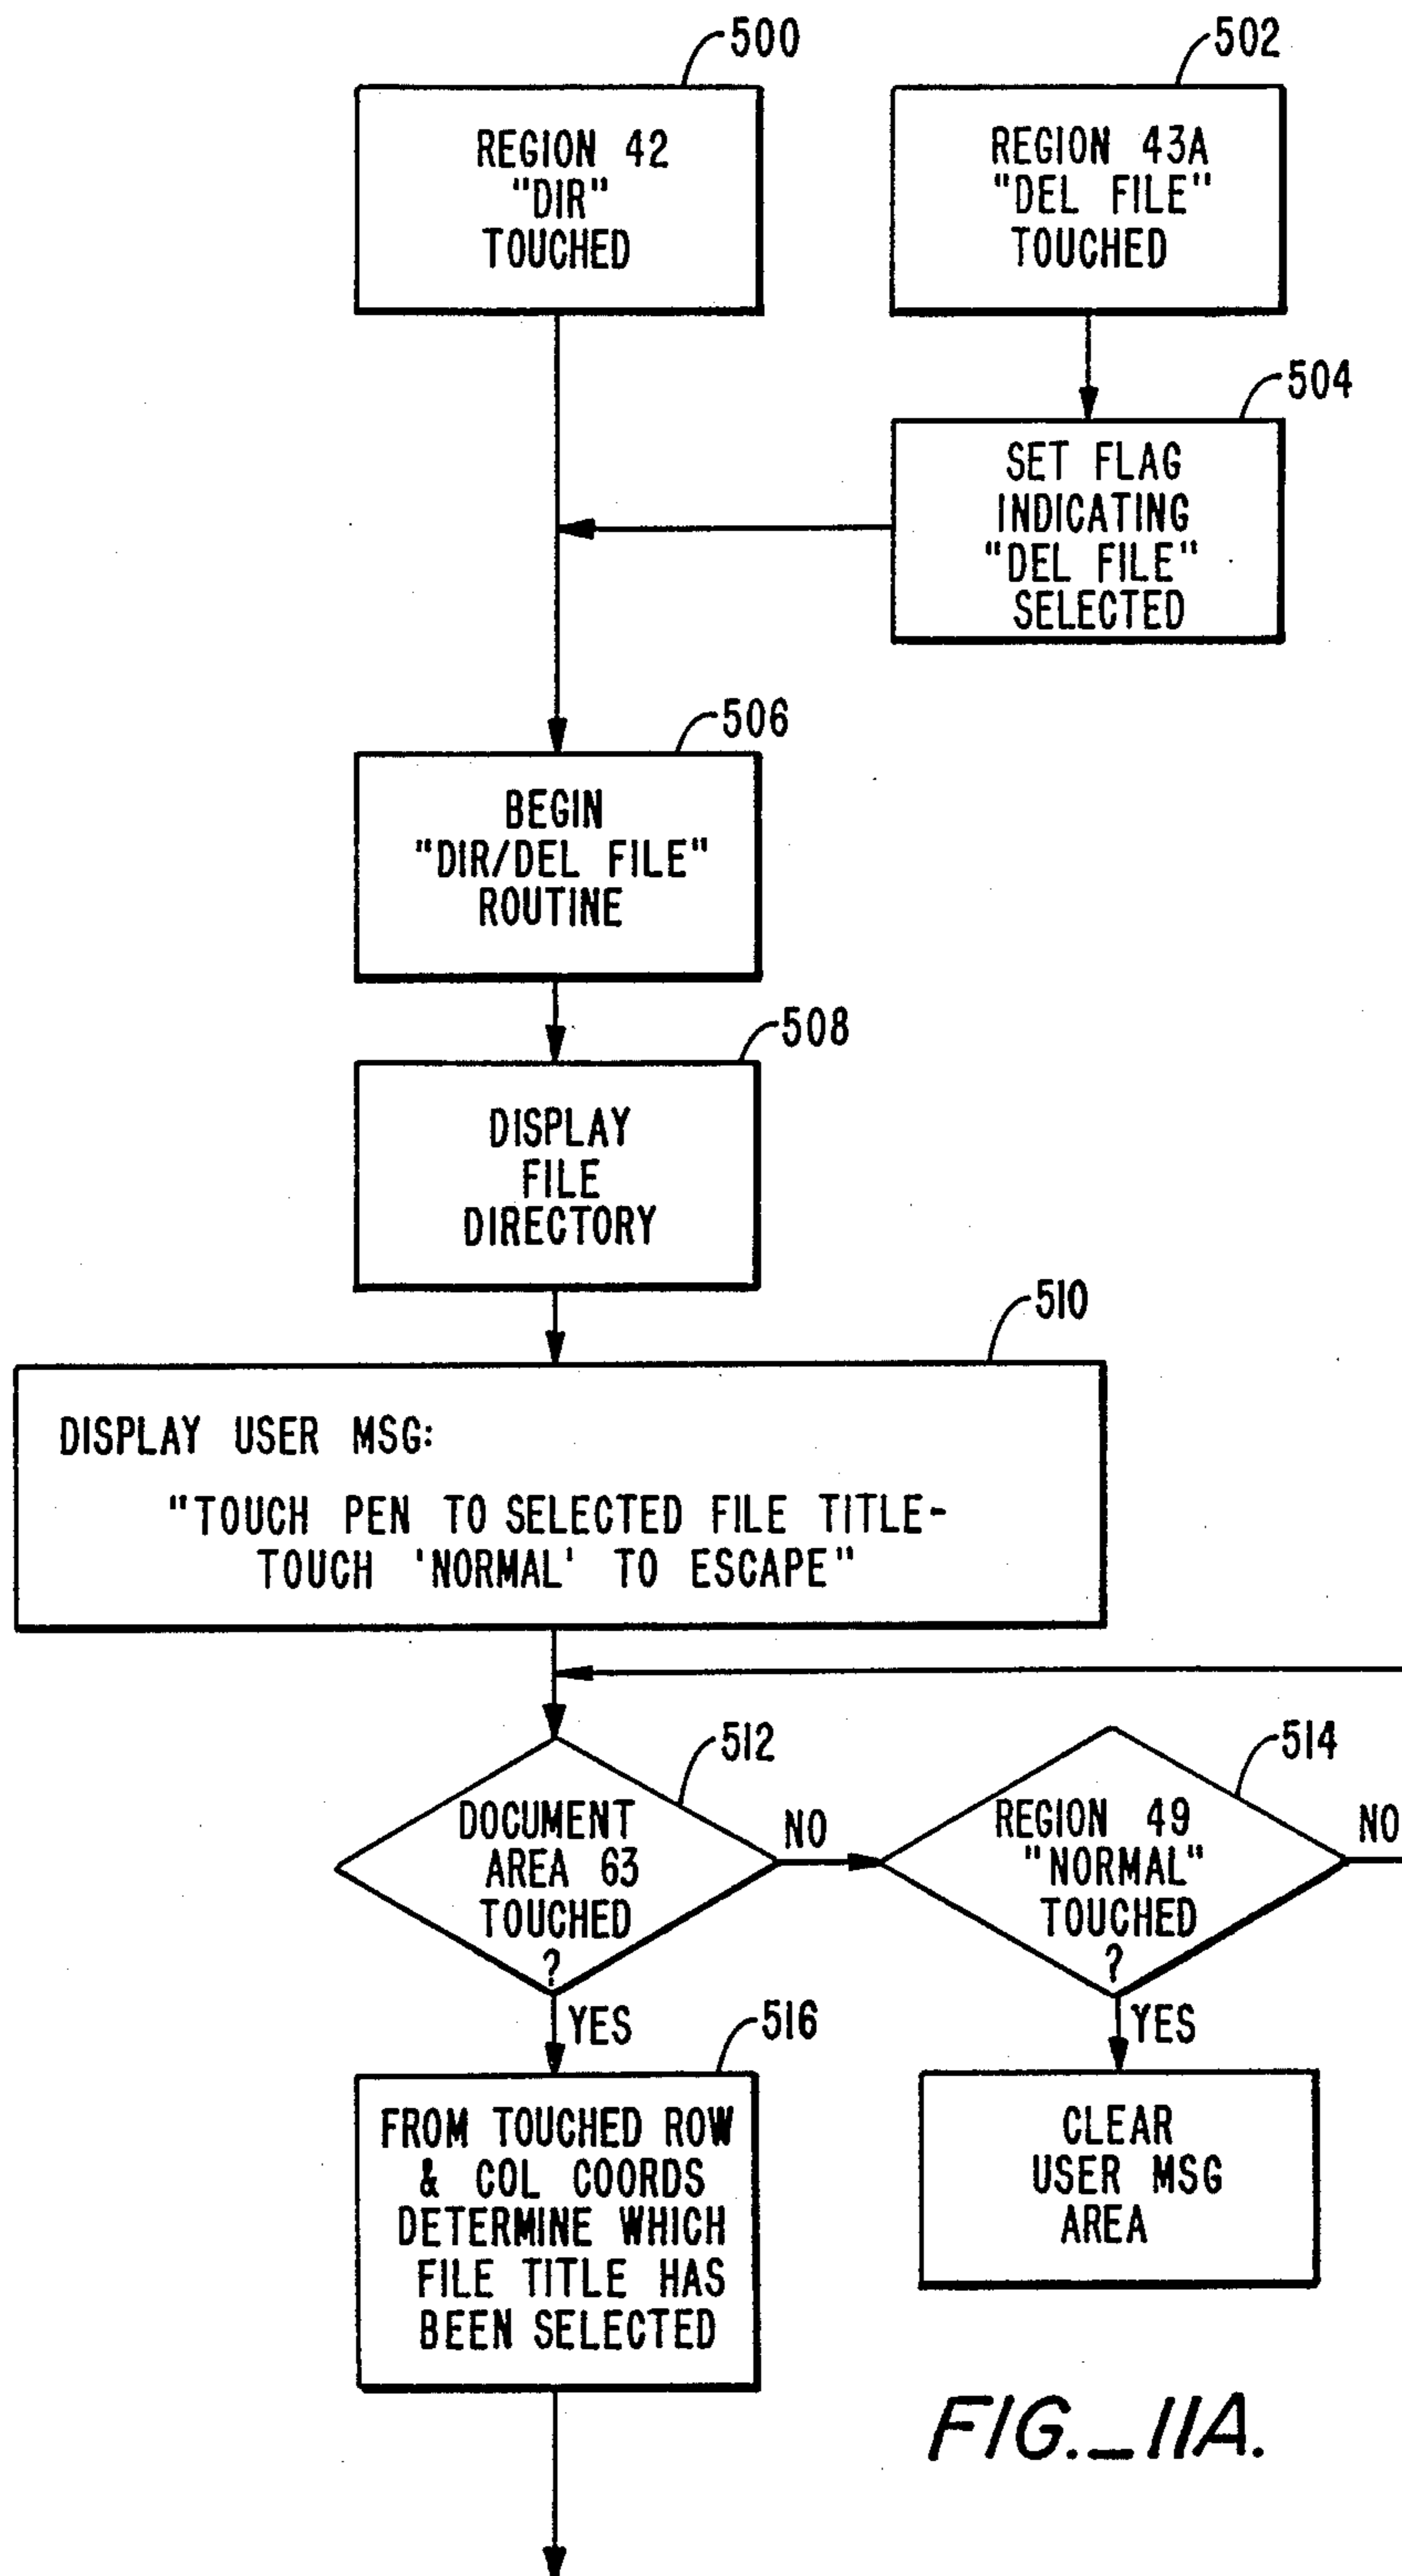 500
REGION 42
"DIR"
TOUCHED
502
REGION 43A
"DEL FILE"
TOUCHED
504
SET FLAG
INDICATING
"DEL FILE"
SELECTED
506
BEGIN
"DIR/DEL FILE"
ROUTINE
508
DISPLAY
FILE
DIRECTORY
510
DISPLAY USER MSG:
"TOUCH PEN TO SELECTED FILE TITLE-
TOUCH 'NORMAL' TO ESCAPE"
512
DOCUMENT
AREA 63
TOUCHED
?
NO
YES
514
REGION 49
"NORMAL"
TOUCHED
?
NO
YES
516
FROM TOUCHED ROW
& COL COORDS
DETERMINE WHICH
FILE TITLE HAS
BEEN SELECTED
CLEAR
USER MSG
AREA
FIG._11A.